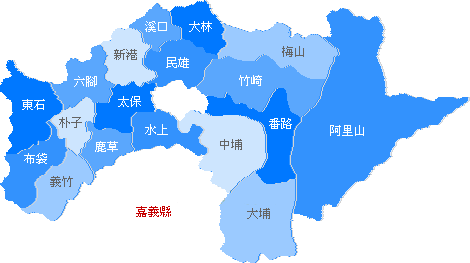 溪口
大林
新港
民雄
梅山
六腳
竹崎
東石
太保
朴子
水上
番路
阿里山
鹿草
中埔
布袋
義竹
大埔
嘉義縣